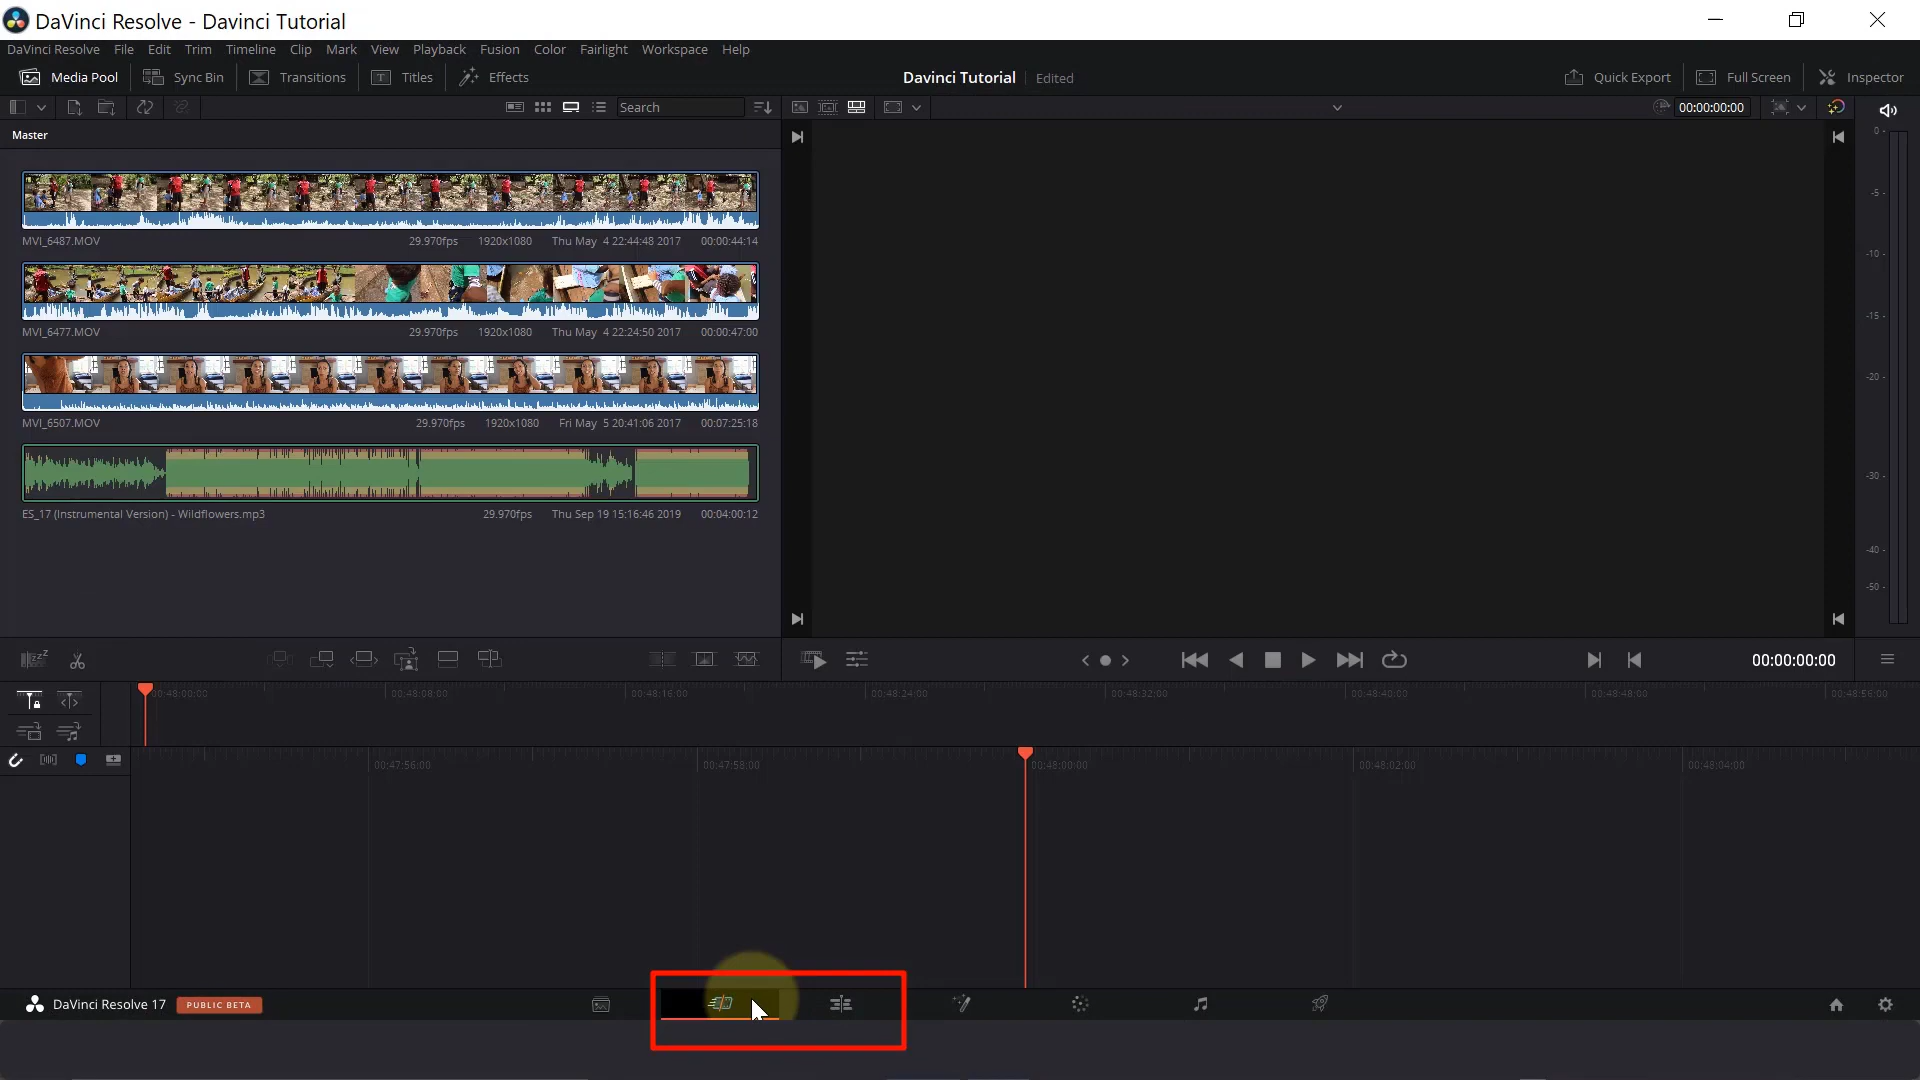 DaVinci Resolve - Davinci Tutorial
DaVinci Resolve File Edit Trim Timeline Clip Mark View Playback Fusion Color Fairlight Workspace Help
Media Pool Sync Bin Transitions Titles Effects Davinci Tutorial Edited Quick Export Full Screen Inspector
Search 00:00:00:00
Master
MVI_6487.MOV 29.970fps 1920x1080 Thu May 4 22:44:48 2017 00:00:44:14
MVI_6477.MOV 29.970fps 1920x1080 Thu May 4 22:24:50 2017 00:00:47:00
MVI_6507.MOV 29.970fps 1920x1080 Fri May 5 20:41:06 2017 00:07:25:18
ES_17 (Instrumental Version) - Wildflowers.mp3 29.970fps Thu Sep 19 15:16:46 2019 00:04:00:12
0 -
-5 -
-10 -
-15 -
-20 -
-30 -
-40 -
-50 -
00:00:00:00
00:48:00:00 00:48:08:00 00:48:16:00 00:48:24:00 00:48:32:00 00:48:40:00 00:48:48:00 00:48:56:00
00:47:56:00 00:47:58:00 00:48:00:00 00:48:02:00 00:48:04:00
DaVinci Resolve 17 PUBLIC BETA